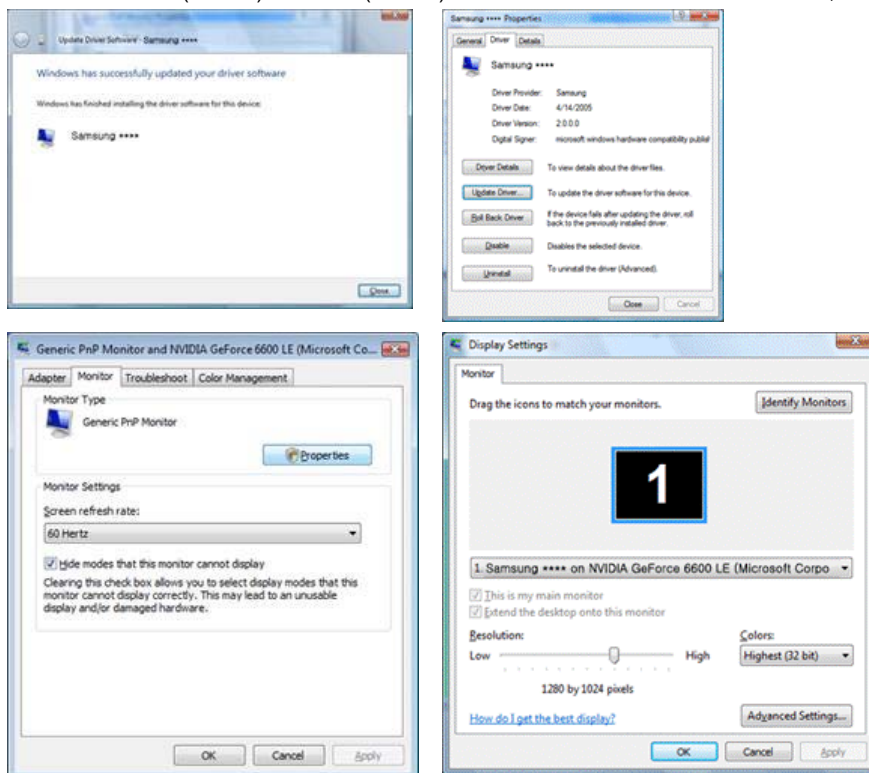 Update Driver Software - Samsung ****
Windows has successfully updated your driver software
Windows has finished installing the driver software for this device:
Samsung ****
Close
Samsung **** Properties
General Driver Details
Samsung ****
Driver Provider: Samsung
Driver Date: 4/14/2005
Driver Version: 2.0.0.0
Digital Signer: microsoft windows hardware compatibility publisl
Driver Details To view details about the driver files.
Update Driver... To update the driver software for this device.
Roll Back Driver If the device fails after updating the driver, roll
back to the previously installed driver.
Disable Disables the selected device.
Uninstall To uninstall the driver (Advanced).
Close Cancel
Generic PnP Monitor and NVIDIA GeForce 6600 LE (Microsoft Co...
Adapter Monitor Troubleshoot Color Management
Monitor Type
Generic PnP Monitor
Properties
Monitor Settings
Screen refresh rate:
60 Hertz
Hide modes that this monitor cannot display
Clearing this check box allows you to select display modes that this
monitor cannot display correctly. This may lead to an unusable
display and/or damaged hardware.
OK Cancel Apply
Display Settings
Monitor
Drag the icons to match your monitors. Identify Monitors
1
1. Samsung **** on NVIDIA GeForce 6600 LE (Microsoft Corpo
This is my main monitor
Extend the desktop onto this monitor
Resolution: Colors:
Low High Highest (32 bit)
1280 by 1024 pixels
How do I get the best display? Advanced Settings...
OK Cancel Apply